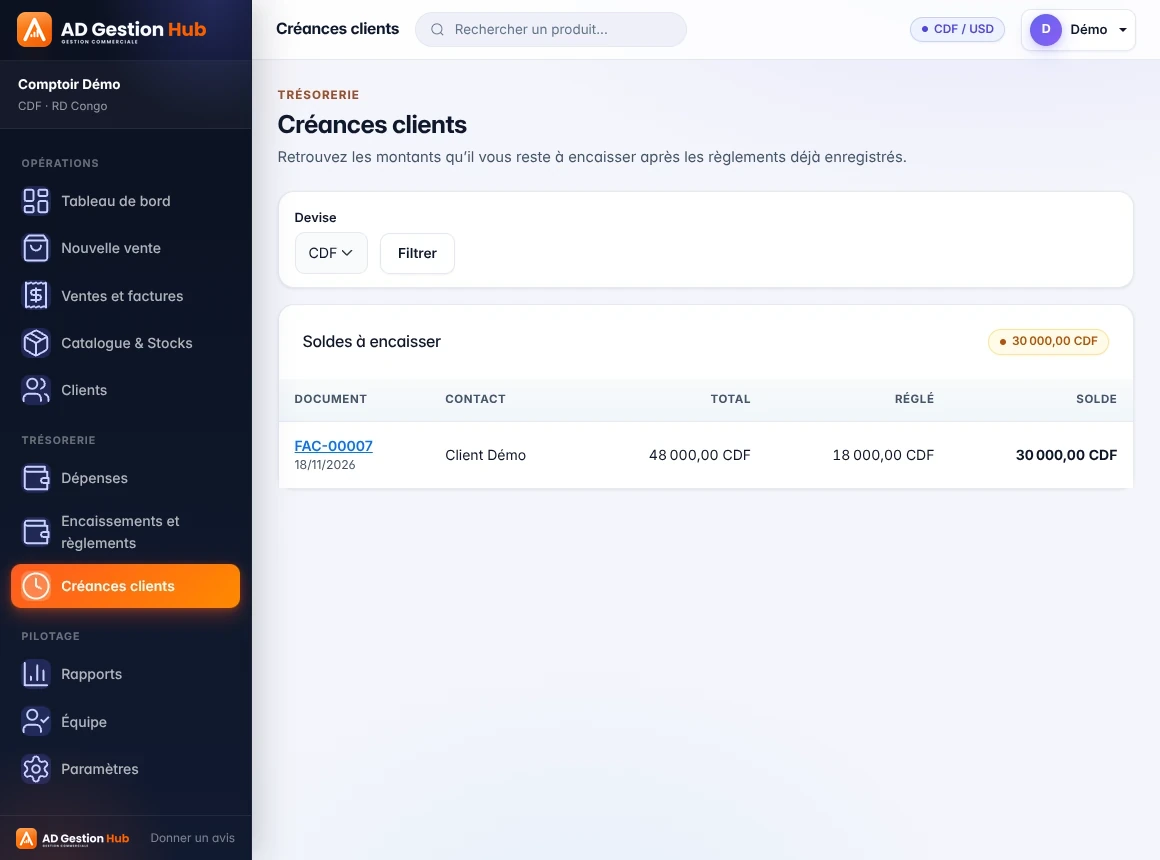 AD Gestion Hub
GESTION COMMERCIALE
Comptoir Démo
CDF · RD Congo
OPÉRATIONS
Tableau de bord
Nouvelle vente
Ventes et factures
Catalogue & Stocks
Clients
TRÉSORERIE
Dépenses
Encaissements et
règlements
Créances clients
PILOTAGE
Rapports
Équipe
Paramètres
AD Gestion Hub
GESTION COMMERCIALE
Donner un avis
Créances clients
Rechercher un produit...
CDF / USD
D
Démo
TRÉSORERIE
Créances clients
Retrouvez les montants qu’il vous reste à encaisser après les règlements déjà enregistrés.
Devise
CDF
Filtrer
Soldes à encaisser
30 000,00 CDF
DOCUMENT CONTACT TOTAL RÉGLÉ SOLDE
FAC-00007
18/11/2026
Client Démo 48 000,00 CDF 18 000,00 CDF 30 000,00 CDF